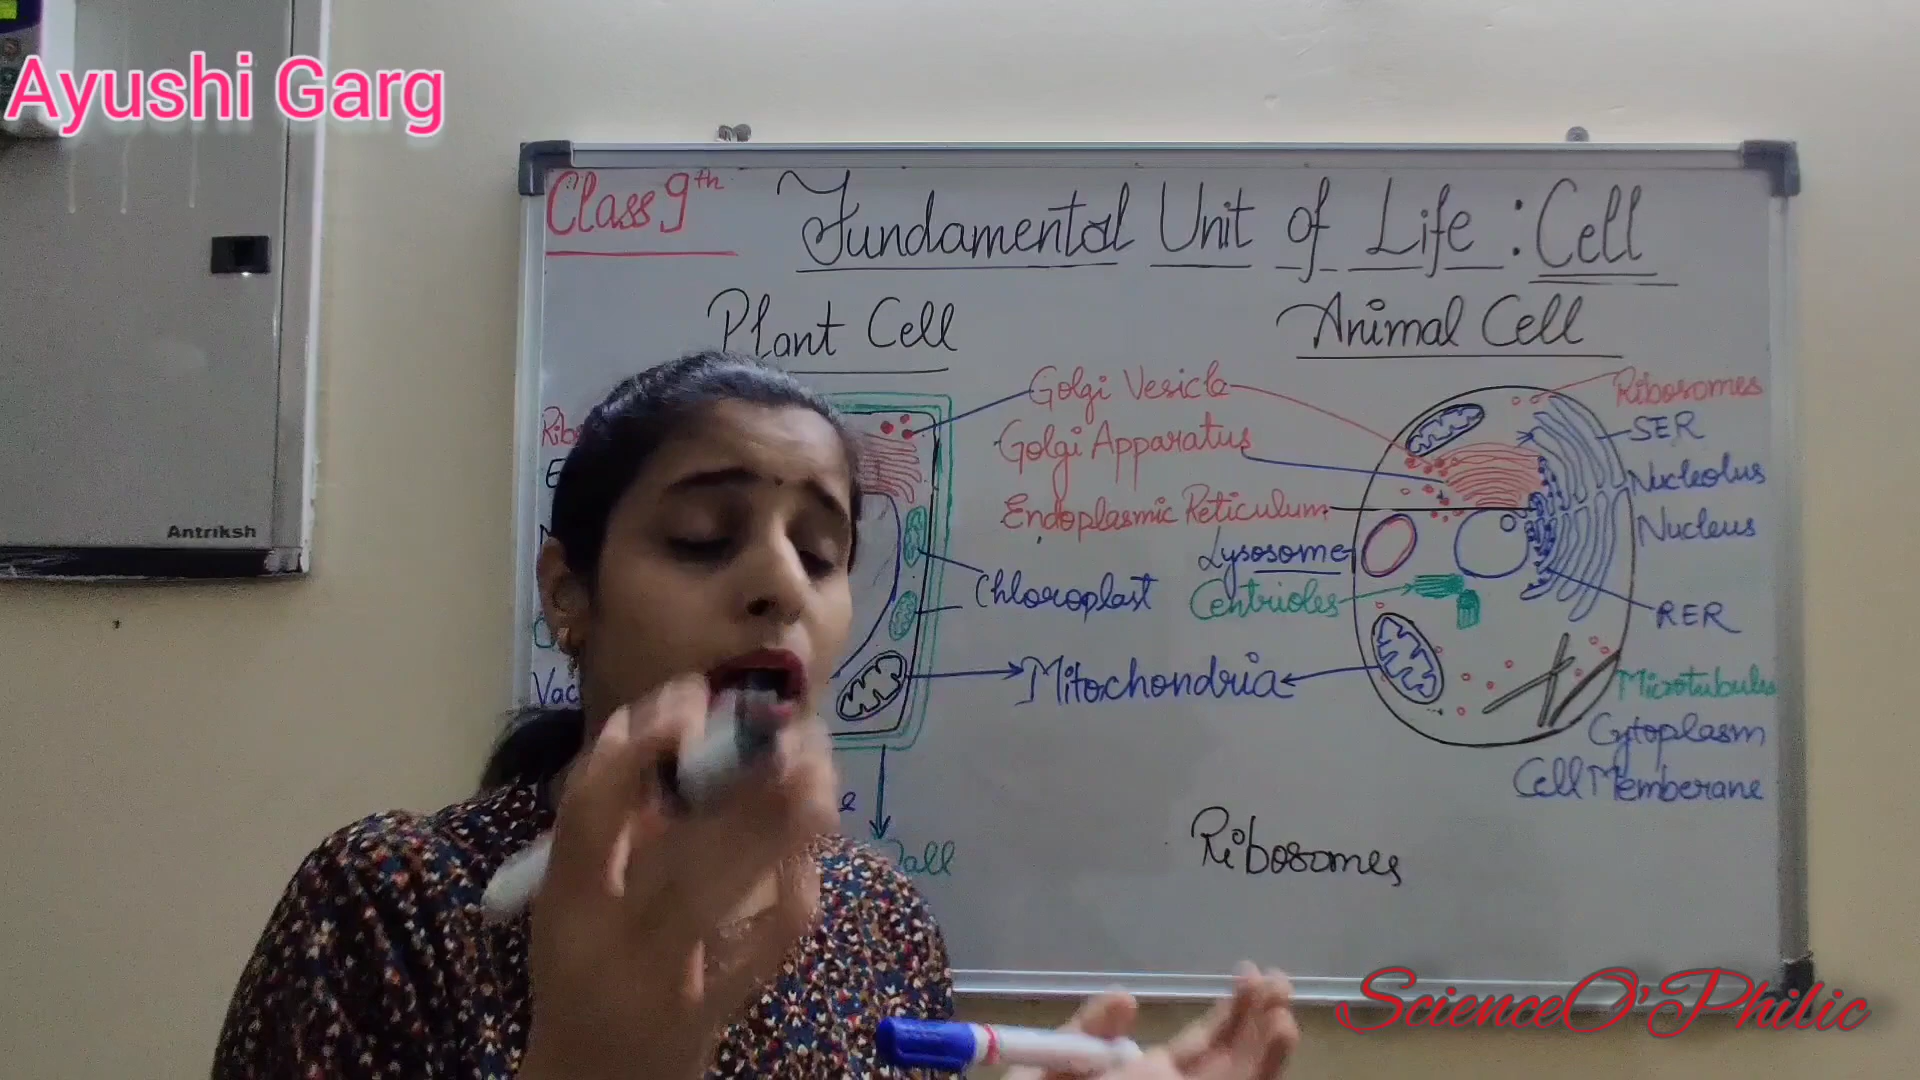 Ayushi Garg
Antriksh
Class 9th
Fundamental Unit of Life : Cell
Plant Cell
Animal Cell
Golgi Vesicle
Golgi Apparatus
Endoplasmic Reticulum
Lysosome
Centrioles
Chloroplast
Mitochondria
Ribosomes
SER
Nucleolus
Nucleus
RER
Microtubules
Cytoplasm
Cell Memberane
Ribosomes
ScienceO'Philic